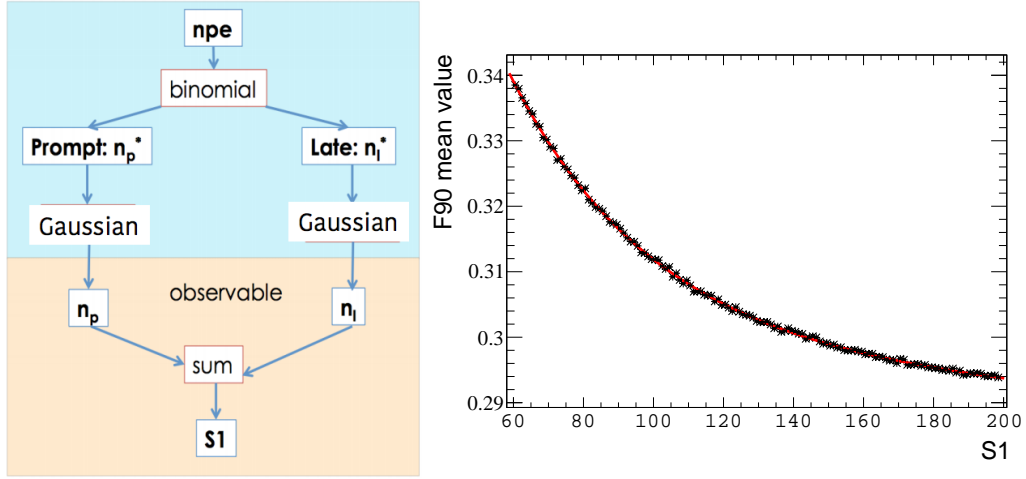 npe
binomial
Prompt: nₚ*
Late: nₗ*
Gaussian
Gaussian
observable
nₚ
nₗ
sum
S1
F90 mean value
0.34
0.33
0.32
0.31
0.3
0.29
60 80 100 120 140 160 180 200
S1